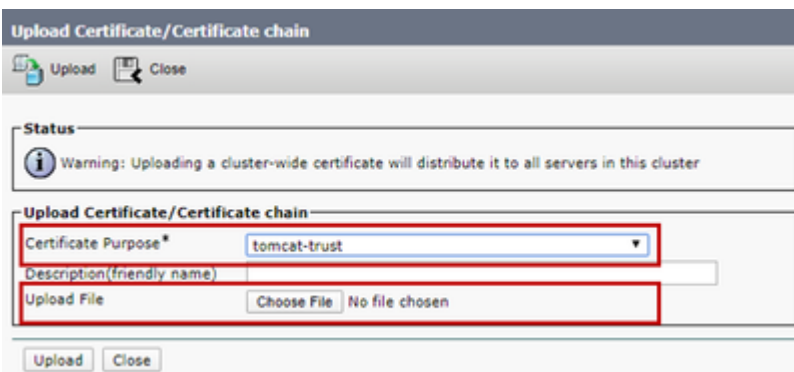 Upload Certificate/Certificate chain
Upload Close
Status
Warning: Uploading a cluster-wide certificate will distribute it to all servers in this cluster
Upload Certificate/Certificate chain
Certificate Purpose* tomcat-trust
Description(friendly name)
Upload File Choose File No file chosen
Upload Close